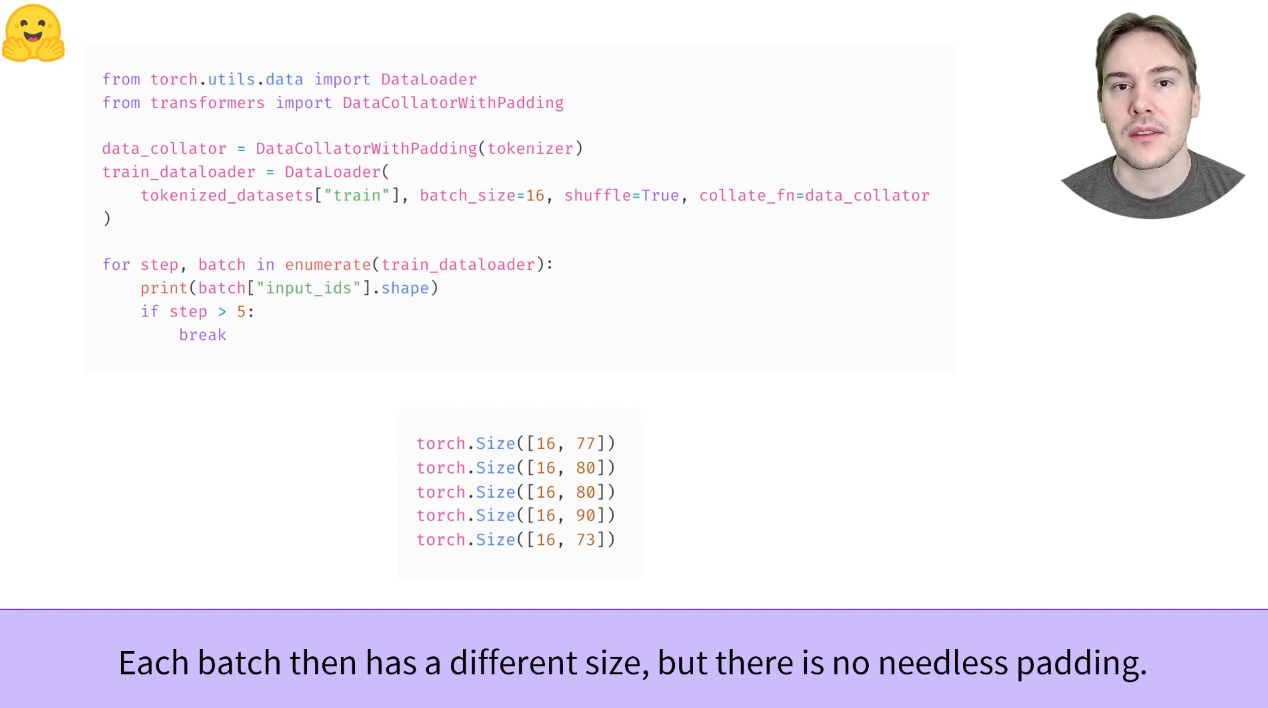 from torch.utils.data import DataLoader
from transformers import DataCollatorWithPadding
data_collator = DataCollatorWithPadding(tokenizer)
train_dataloader = DataLoader(
    tokenized_datasets["train"], batch_size=16, shuffle=True, collate_fn=data_collator
)
for step, batch in enumerate(train_dataloader):
    print(batch["input_ids"].shape)
    if step > 5:
        break
torch.Size([16, 77])
torch.Size([16, 80])
torch.Size([16, 80])
torch.Size([16, 90])
torch.Size([16, 73])
Each batch then has a different size, but there is no needless padding.